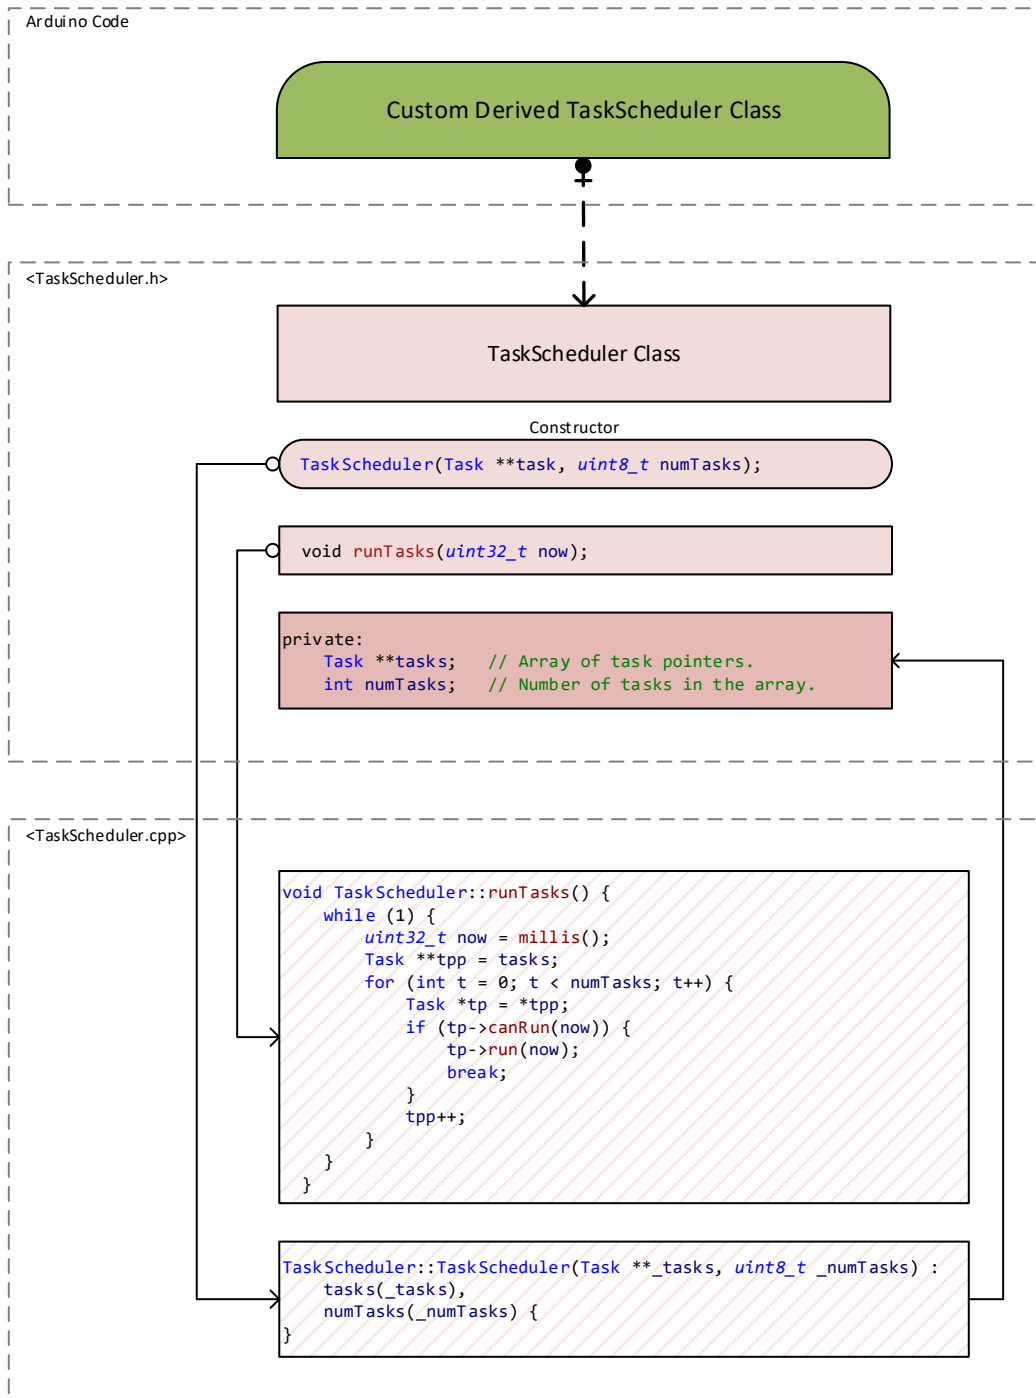 Arduino Code
Custom Derived TaskScheduler Class
<TaskScheduler.h>
TaskScheduler Class
Constructor
TaskScheduler(Task **task, uint8_t numTasks);
void runTasks(uint32_t now);
private:
    Task **tasks;   // Array of task pointers.
    int numTasks;   // Number of tasks in the array.
<TaskScheduler.cpp>
void TaskScheduler::runTasks() {
    while (1) {
        uint32_t now = millis();
        Task **tpp = tasks;
        for (int t = 0; t < numTasks; t++) {
            Task *tp = *tpp;
            if (tp->canRun(now)) {
                tp->run(now);
                break;
            }
            tpp++;
        }
    }
  }
TaskScheduler::TaskScheduler(Task **_tasks, uint8_t _numTasks) :
    tasks(_tasks),
    numTasks(_numTasks) {
}